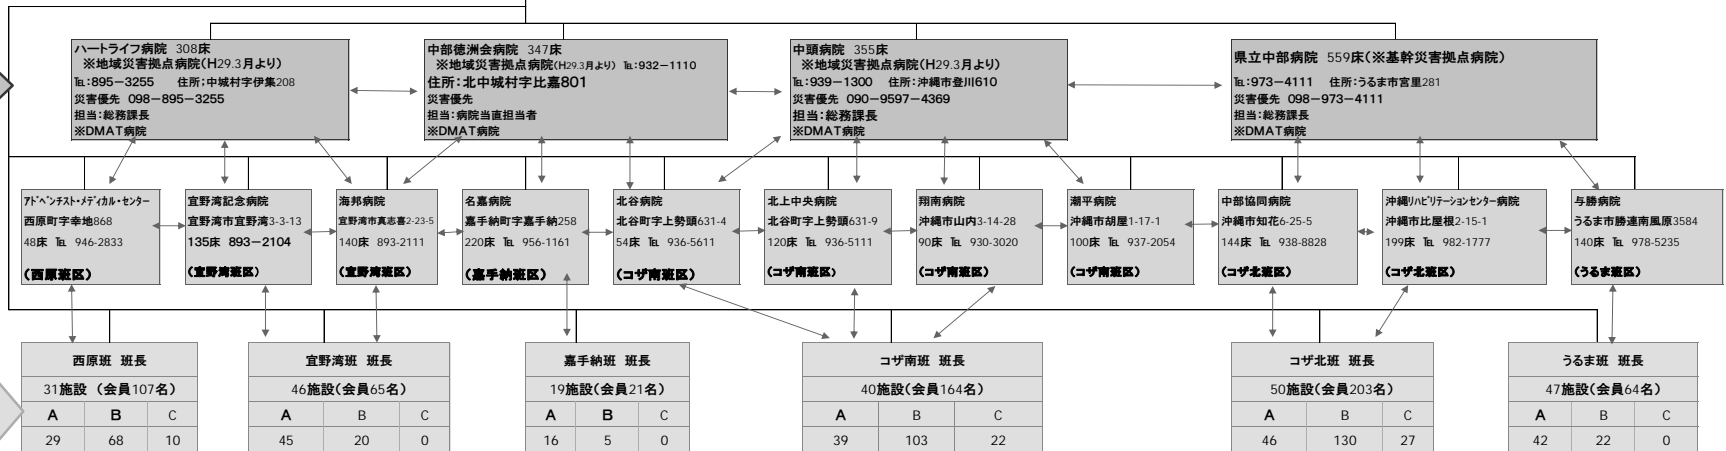 ハートライフ病院 308床
※地域災害拠点病院(H29.3月より)
℡:895-3255 住所:中城村字伊集208
災害優先 098-895-3255
担当:総務課長
※DMAT病院
中部徳洲会病院 347床
※地域災害拠点病院(H29.3月より) ℡:932-1110
住所:北中城村字比嘉801
災害優先
担当:病院当直担当者
※DMAT病院
中頭病院 355床
※地域災害拠点病院(H29.3月より)
℡:939-1300 住所:沖縄市登川610
災害優先 090-9597-4369
担当:総務課長
※DMAT病院
県立中部病院 559床(※基幹災害拠点病院)
℡:973-4111 住所:うるま市宮里281
災害優先 098-973-4111
担当:総務課長
※DMAT病院
アドベンチスト・メディカル・センター
西原町字幸地868
48床 ℡ 946-2833
(西原班区)
宜野湾記念病院
宜野湾市宜野湾3-3-13
135床 893-2104
(宜野湾班区)
海邦病院
宜野湾市真志喜2-23-5
140床 893-2111
(宜野湾班区)
名嘉病院
嘉手納町字嘉手納258
220床 ℡ 956-1161
(嘉手納班区)
北谷病院
北谷町字上勢頭631-4
54床 ℡ 936-5611
(コザ南班区)
北上中央病院
北谷町字上勢頭631-9
120床 ℡ 936-5111
(コザ南班区)
翔南病院
沖縄市山内3-14-28
90床 ℡ 930-3020
(コザ南班区)
潮平病院
沖縄市胡屋1-17-1
100床 ℡ 937-2054
(コザ南班区)
中部協同病院
沖縄市知花6-25-5
144床 ℡ 938-8828
(コザ北班区)
沖縄リハビリテーションセンター病院
沖縄市比屋根2-15-1
199床 ℡ 982-1777
(コザ北班区)
与勝病院
うるま市勝連南風原3584
140床 ℡ 978-5235
(うるま班区)
西原班 班長
31施設 (会員107名)
A B C
29 68 10
宜野湾班 班長
46施設(会員65名)
A B C
45 20 0
嘉手納班 班長
19施設(会員21名)
A B C
16 5 0
コザ南班 班長
40施設(会員164名)
A B C
39 103 22
コザ北班 班長
50施設(会員203名)
A B C
46 130 27
うるま班 班長
47施設(会員64名)
A B C
42 22 0